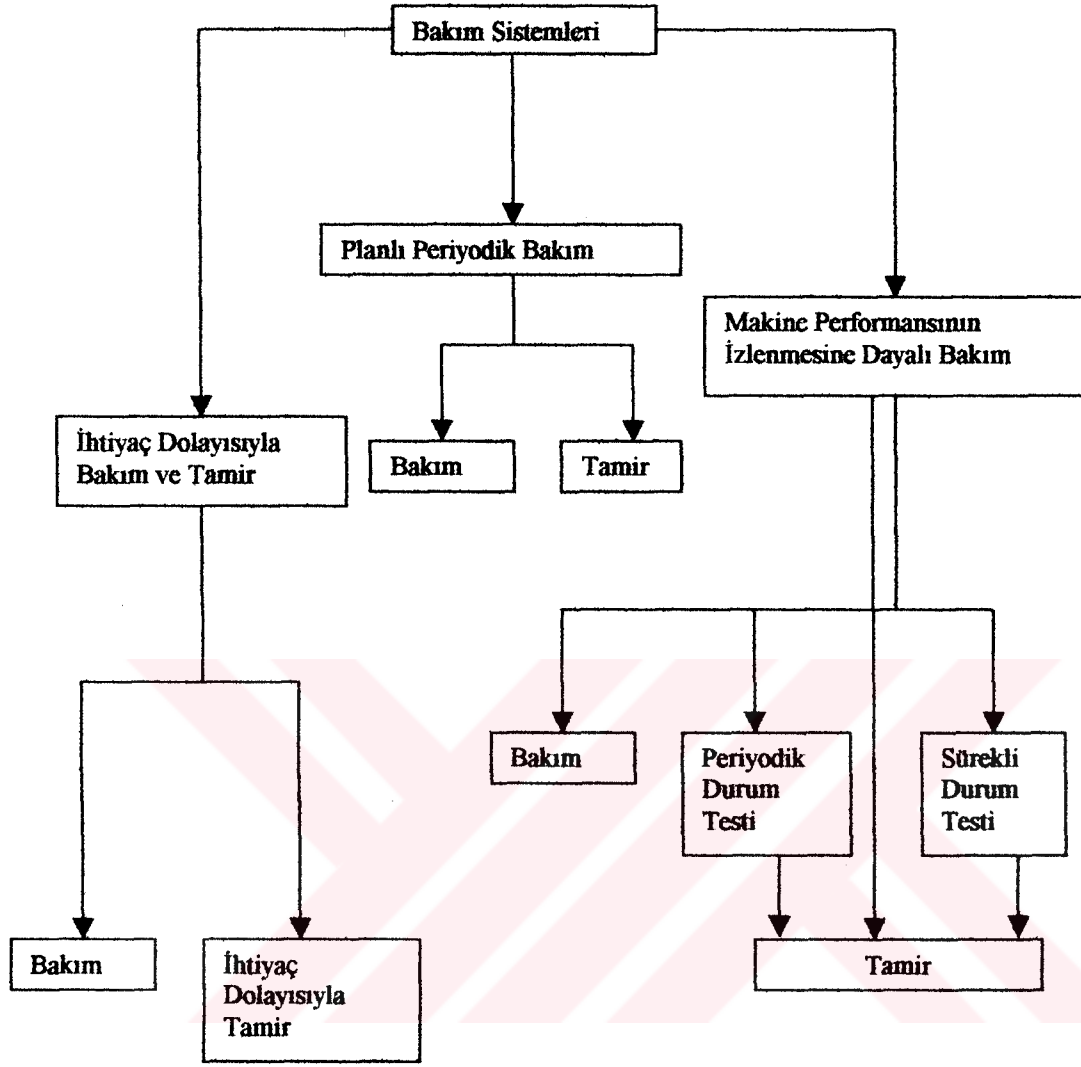 Bakım Sistemleri
Planlı Periyodik Bakım
Makine Performansının
İzlenmesine Dayalı Bakım
İhtiyaç Dolayısıyla
Bakım ve Tamir
Bakım
Tamir
Bakım
Periyodik
Durum
Testi
Sürekli
Durum
Testi
Bakım
İhtiyaç
Dolayısıyla
Tamir
Tamir